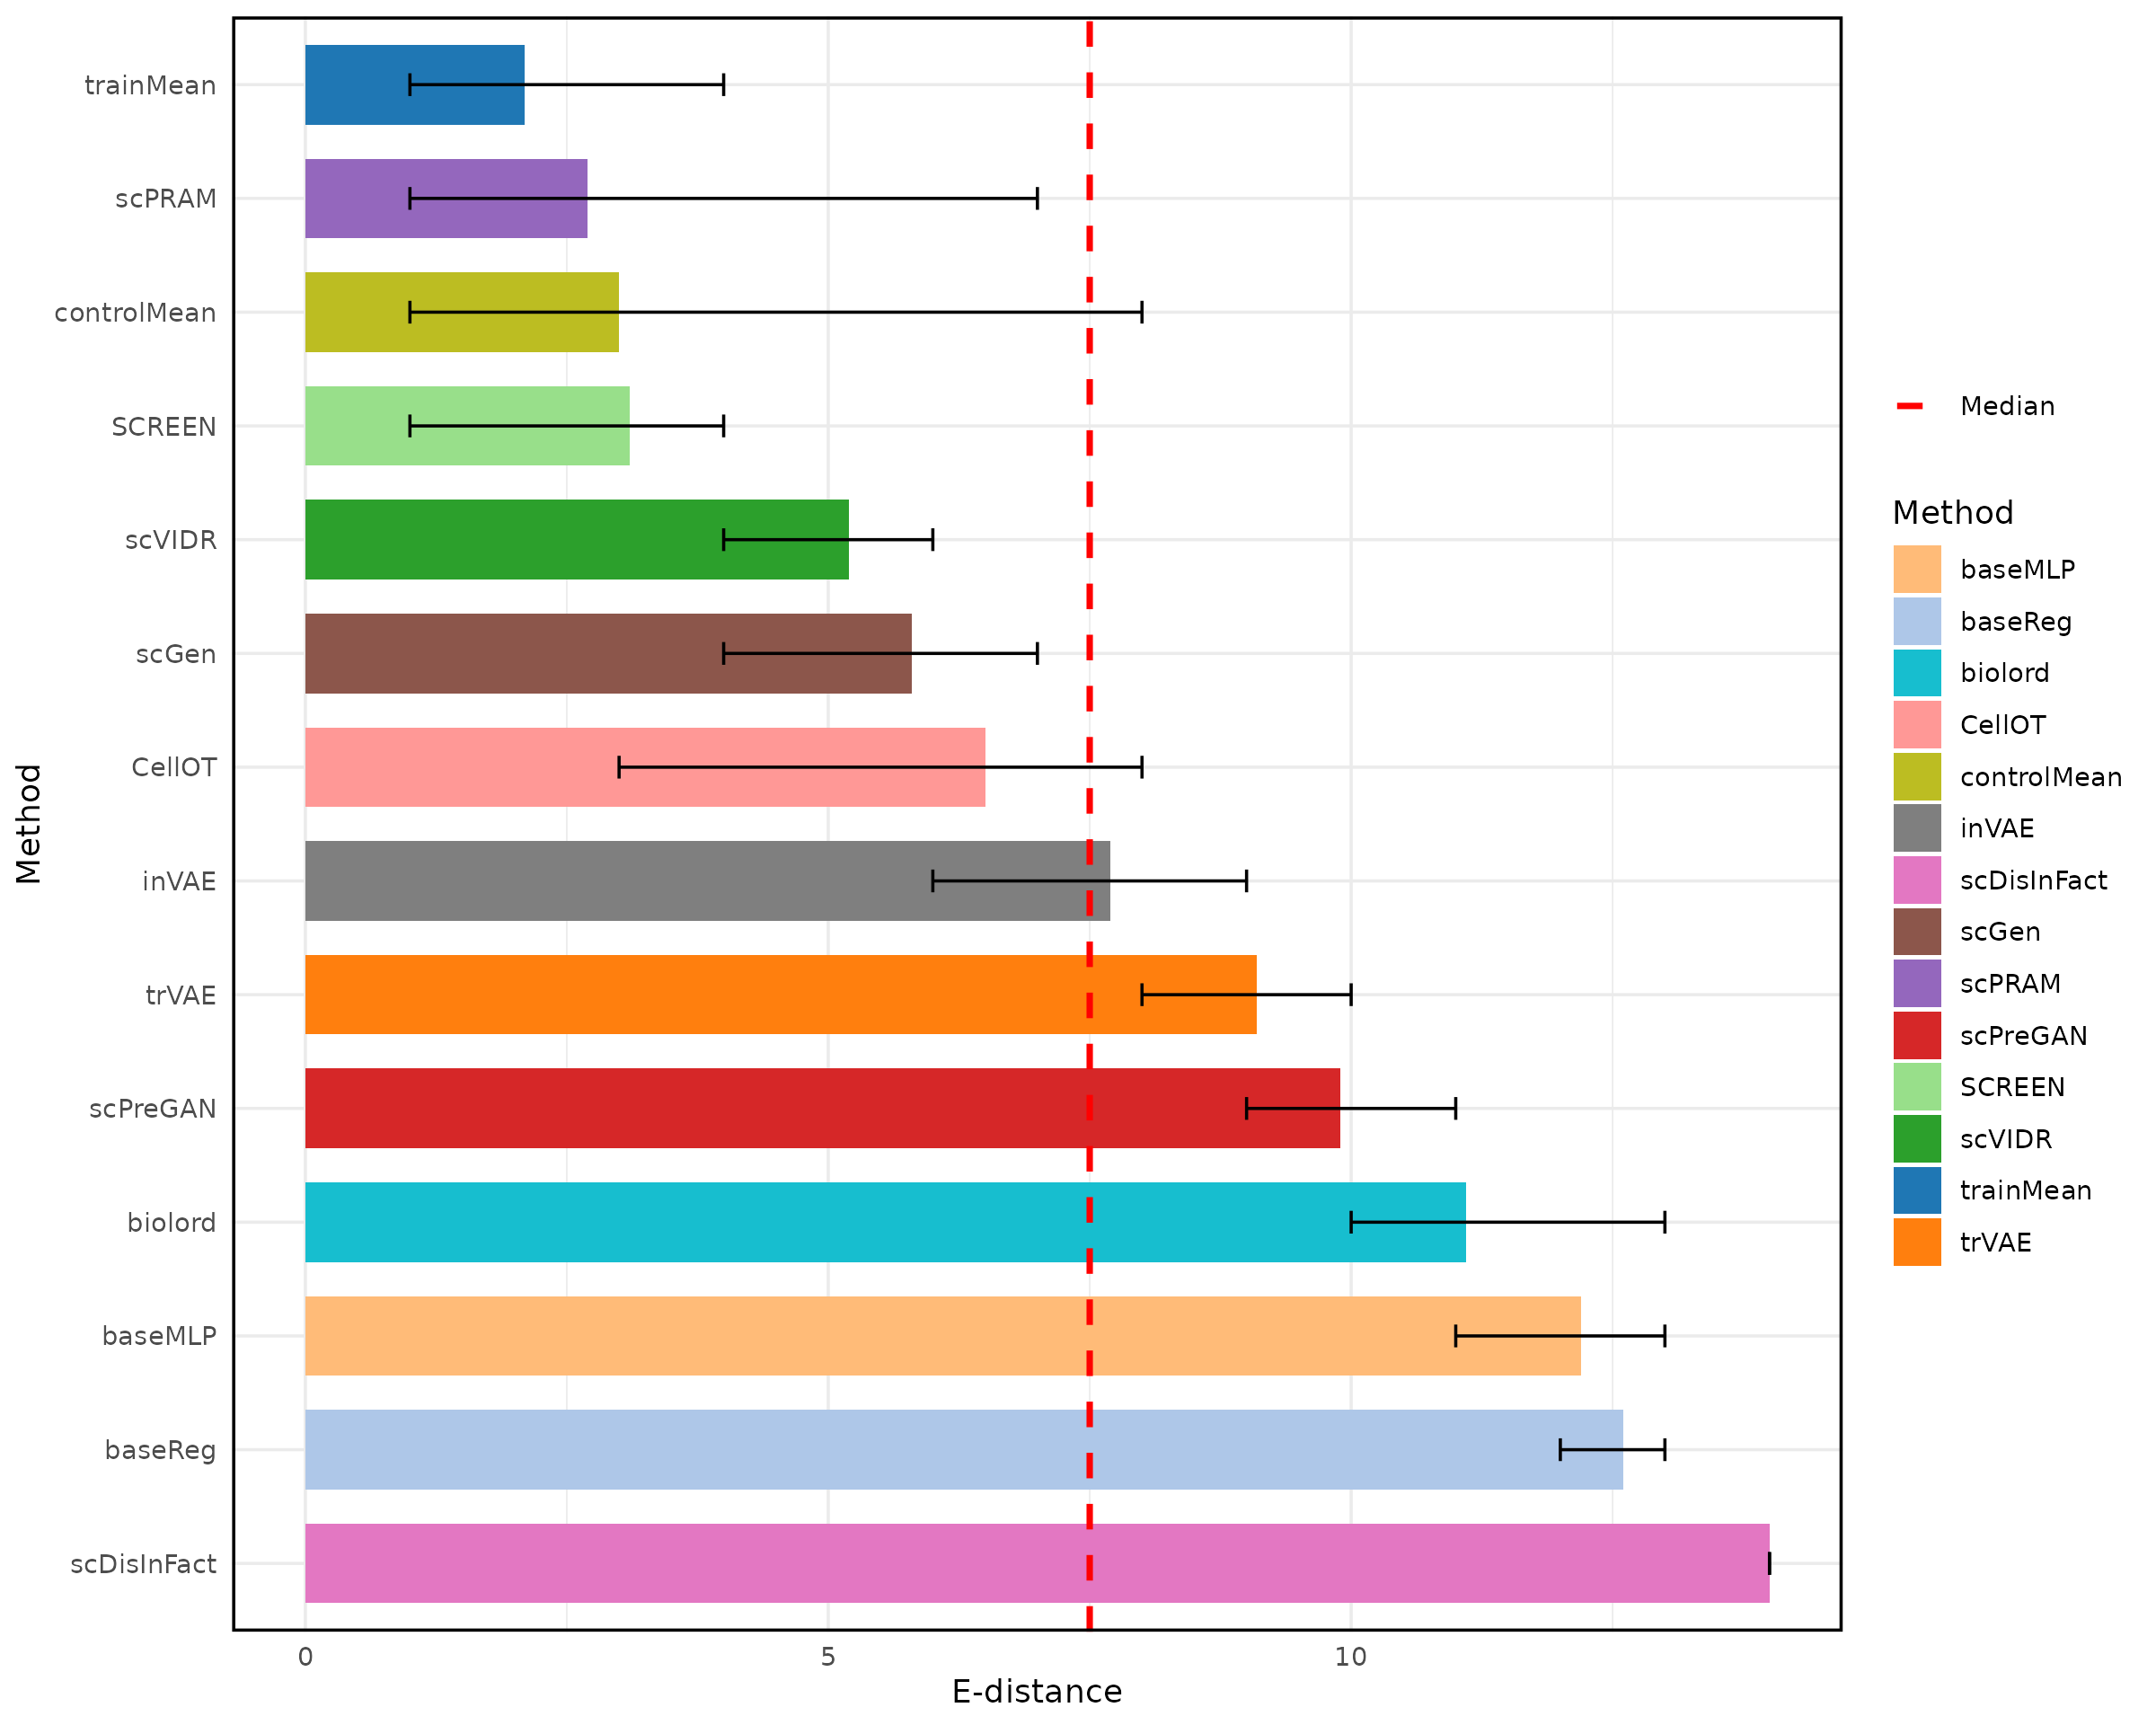 trainMean
scPRAM
controlMean
SCREEN
scVIDR
scGen
CellOT
inVAE
trVAE
scPreGAN
biolord
baseMLP
baseReg
scDisInFact
Method
0 5 10
E-distance
Median
Method
baseMLP
baseReg
biolord
CellOT
controlMean
inVAE
scDisInFact
scGen
scPRAM
scPreGAN
SCREEN
scVIDR
trainMean
trVAE